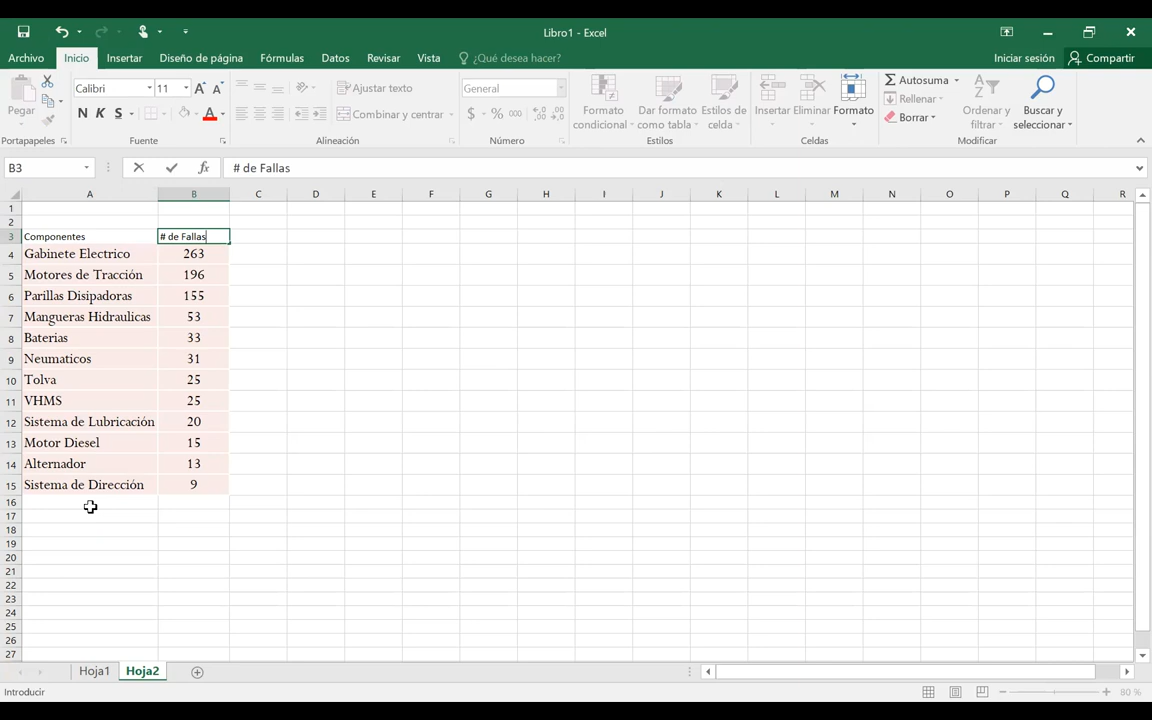 Libro1 - Excel
Archivo Inicio Insertar Diseño de página Fórmulas Datos Revisar Vista ¿Qué desea hacer? Iniciar sesión Compartir
Pegar Calibri 11 General Ajustar texto Combinar y centrar
N K S $ % 000
Formato condicional Dar formato como tabla Estilos de celda Insertar Eliminar Formato Autosuma Rellenar Borrar Ordenar y filtrar Buscar y seleccionar
Portapapeles Fuente Alineación Número Estilos Celdas Modificar
B3 fx # de Fallas
A B C D E F G H I J K L M N O P Q R
1
2
3 Componentes # de Fallas
4 Gabinete Electrico 263
5 Motores de Tracción 196
6 Parillas Disipadoras 155
7 Mangueras Hidraulicas 53
8 Baterias 33
9 Neumaticos 31
10 Tolva 25
11 VHMS 25
12 Sistema de Lubricación 20
13 Motor Diesel 15
14 Alternador 13
15 Sistema de Dirección 9
16
17
18
19
20
21
22
23
24
25
26
27
Hoja1 Hoja2
Introducir 80 %